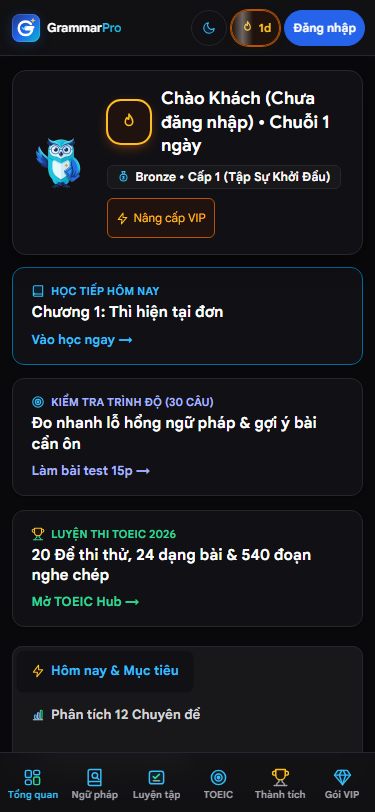 GrammarPro
1d
Đăng nhập
Chào Khách (Chưa
đăng nhập) • Chuỗi 1
ngày
Bronze • Cấp 1 (Tập Sự Khởi Đầu)
Nâng cấp VIP
HỌC TIẾP HÔM NAY
Chương 1: Thì hiện tại đơn
Vào học ngay →
KIỂM TRA TRÌNH ĐỘ (30 CÂU)
Đo nhanh lỗ hổng ngữ pháp & gợi ý bài
cần ôn
Làm bài test 15p →
LUYỆN THI TOEIC 2026
20 Đề thi thử, 24 dạng bài & 540 đoạn
nghe chép
Mở TOEIC Hub →
Hôm nay & Mục tiêu
Phân tích 12 Chuyên đề
Tổng quan
Ngữ pháp
Luyện tập
TOEIC
Thành tích
Gói VIP